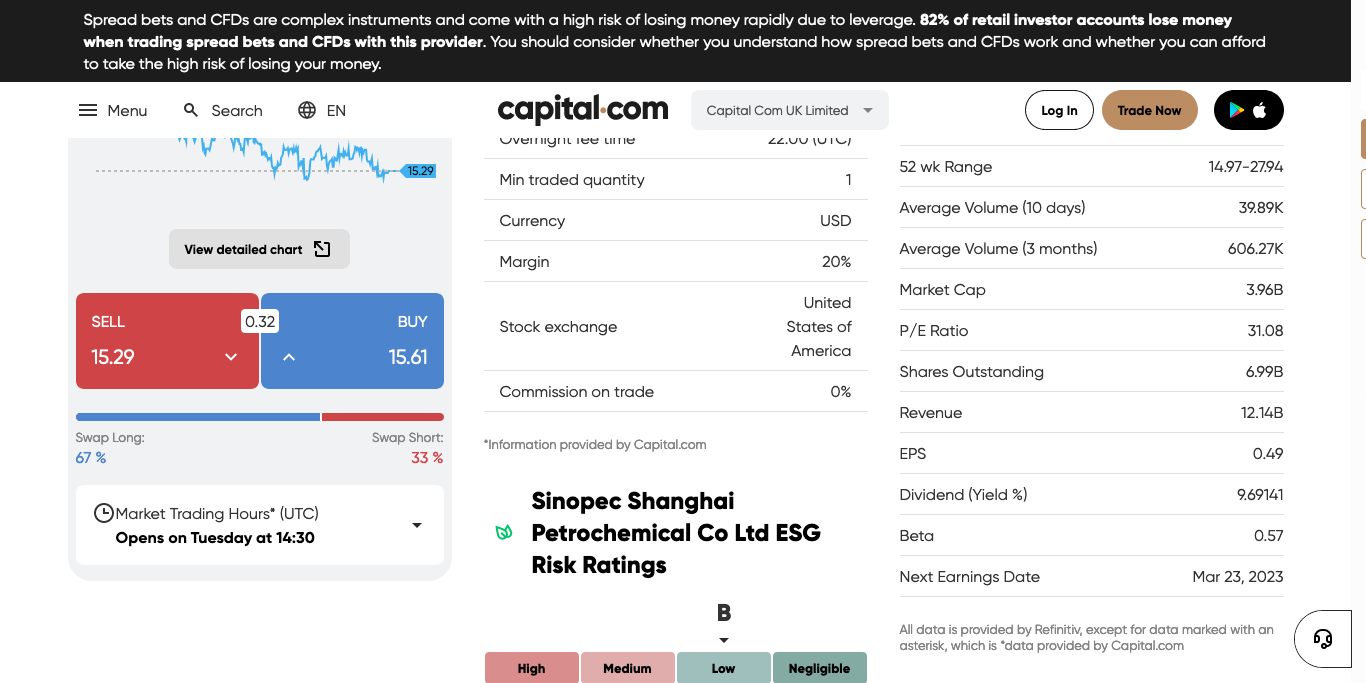 Spread bets and CFDs are complex instruments and come with a high risk of losing money rapidly due to leverage. 82% of retail investor accounts lose money
when trading spread bets and CFDs with this provider. You should consider whether you understand how spread bets and CFDs work and whether you can afford
to take the high risk of losing your money.
Menu
Search
EN
capital.com
Capital Com UK Limited
Log In
Trade Now
15.29
View detailed chart
SELL
15.29
0.32
BUY
15.61
Swap Long:
67 %
Swap Short:
33 %
Market Trading Hours* (UTC)
Opens on Tuesday at 14:30
Overnight fee time 22:00 (UTC)
Min traded quantity 1
Currency USD
Margin 20%
Stock exchange United
States of
America
Commission on trade 0%
*Information provided by Capital.com
Sinopec Shanghai
Petrochemical Co Ltd ESG
Risk Ratings
B
High Medium Low Negligible
52 wk Range 14.97-27.94
Average Volume (10 days) 39.89K
Average Volume (3 months) 606.27K
Market Cap 3.96B
P/E Ratio 31.08
Shares Outstanding 6.99B
Revenue 12.14B
EPS 0.49
Dividend (Yield %) 9.69141
Beta 0.57
Next Earnings Date Mar 23, 2023
All data is provided by Refinitiv, except for data marked with an
asterisk, which is *data provided by Capital.com